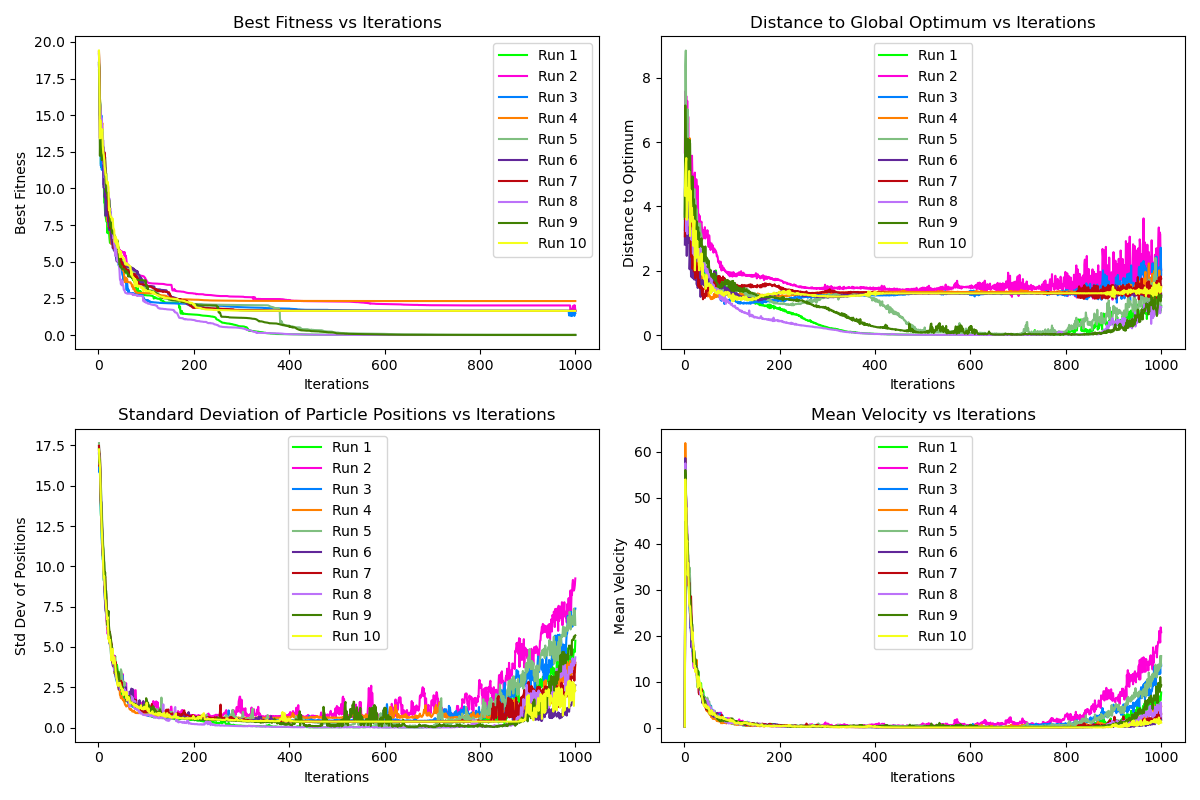 Best Fitness vs Iterations
Best Fitness
20.0
17.5
15.0
12.5
10.0
7.5
5.0
2.5
0.0
Run 1
Run 2
Run 3
Run 4
Run 5
Run 6
Run 7
Run 8
Run 9
Run 10
0 200 400 600 800 1000
Iterations
Distance to Global Optimum vs Iterations
Distance to Optimum
8
6
4
2
0
Run 1
Run 2
Run 3
Run 4
Run 5
Run 6
Run 7
Run 8
Run 9
Run 10
0 200 400 600 800 1000
Iterations
Standard Deviation of Particle Positions vs Iterations
Std Dev of Positions
17.5
15.0
12.5
10.0
7.5
5.0
2.5
0.0
Run 1
Run 2
Run 3
Run 4
Run 5
Run 6
Run 7
Run 8
Run 9
Run 10
0 200 400 600 800 1000
Iterations
Mean Velocity vs Iterations
Mean Velocity
60
50
40
30
20
10
0
Run 1
Run 2
Run 3
Run 4
Run 5
Run 6
Run 7
Run 8
Run 9
Run 10
0 200 400 600 800 1000
Iterations